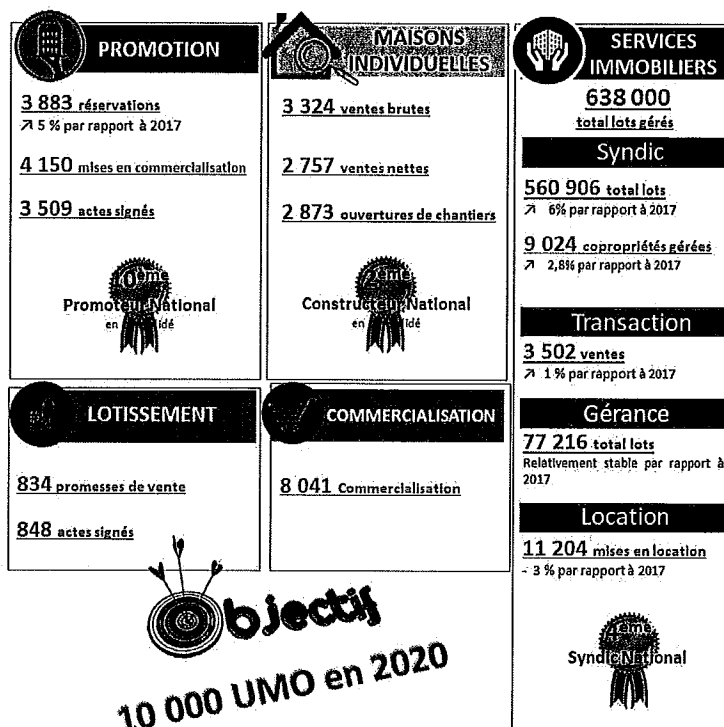 PROMOTION
3 883 réservations
↗ 5 % par rapport à 2017
4 150 mises en commercialisation
3 509 actes signés
10ème
Promoteur National
en
MAISONS
INDIVIDUELLES
3 324 ventes brutes
2 757 ventes nettes
2 873 ouvertures de chantiers
2ème
Constructeur National
en
SERVICES
IMMOBILIERS
638 000
total lots gérés
Syndic
560 906 total lots
↗ 6% par rapport à 2017
9 024 copropriétés gérées
↗ 2,8% par rapport à 2017
Transaction
3 502 ventes
↗ 1 % par rapport à 2017
Gérance
77 216 total lots
Relativement stable par rapport à
2017
Location
11 204 mises en location
- 3 % par rapport à 2017
4ème
Syndic National
LOTISSEMENT
834 promesses de vente
848 actes signés
COMMERCIALISATION
8 041 Commercialisation
Objectif
10 000 UMO en 2020